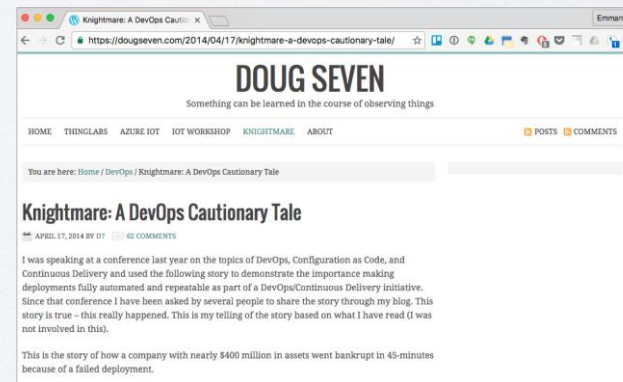 Knightmare: A DevOps Cautio
Emman
https://dougseven.com/2014/04/17/knightmare-a-devops-cautionary-tale/
DOUG SEVEN
Something can be learned in the course of observing things
HOME THINGLABS AZURE IOT IOT WORKSHOP KNIGHTMARE ABOUT POSTS COMMENTS
You are here: Home / DevOps / Knightmare: A DevOps Cautionary Tale
Knightmare: A DevOps Cautionary Tale
APRIL 17, 2014 BY D7 62 COMMENTS
I was speaking at a conference last year on the topics of DevOps, Configuration as Code, and
Continuous Delivery and used the following story to demonstrate the importance making
deployments fully automated and repeatable as part of a DevOps/Continuous Delivery initiative.
Since that conference I have been asked by several people to share the story through my blog. This
story is true – this really happened. This is my telling of the story based on what I have read (I was
not involved in this).
This is the story of how a company with nearly $400 million in assets went bankrupt in 45-minutes
because of a failed deployment.